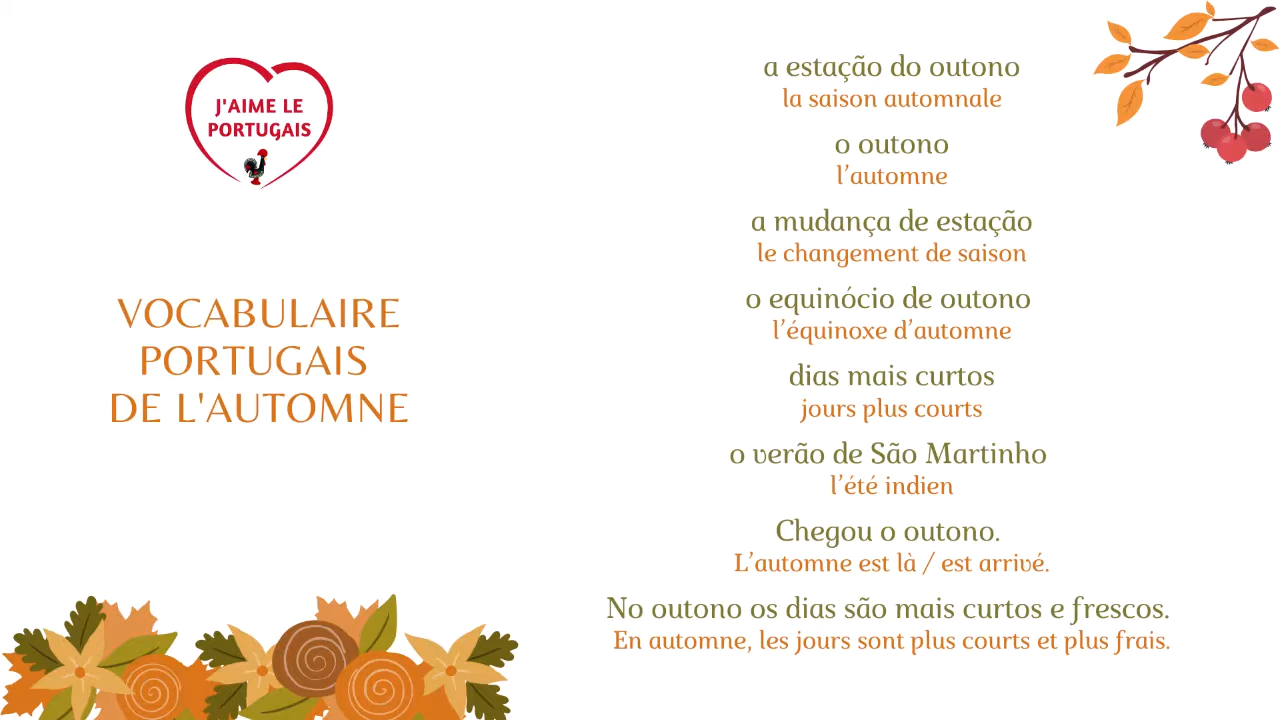 J'AIME LE
PORTUGAIS
VOCABULAIRE
PORTUGAIS
DE L'AUTOMNE
a estação do outono
la saison automnale
o outono
l’automne
a mudança de estação
le changement de saison
o equinócio de outono
l’équinoxe d’automne
dias mais curtos
jours plus courts
o verão de São Martinho
l’été indien
Chegou o outono.
L’automne est là / est arrivé.
No outono os dias são mais curtos e frescos.
En automne, les jours sont plus courts et plus frais.